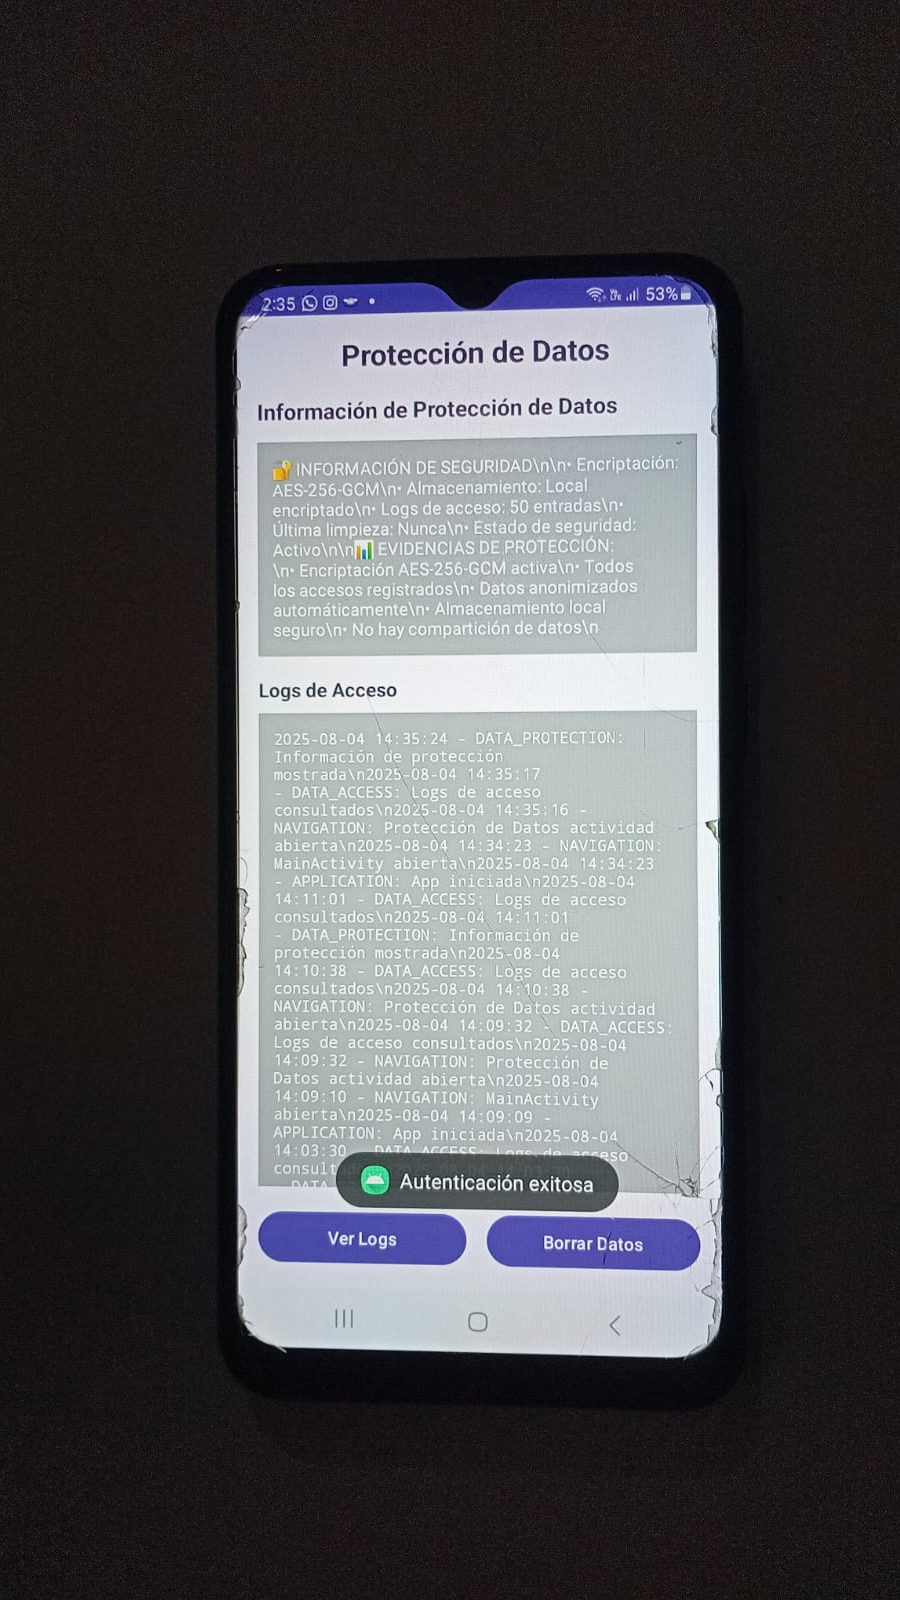 2:35
53%
Protección de Datos
Información de Protección de Datos
🔐 INFORMACIÓN DE SEGURIDAD\n\n• Encriptación:
AES-256-GCM\n• Almacenamiento: Local
encriptado\n• Logs de acceso: 50 entradas\n•
Última limpieza: Nunca\n• Estado de seguridad:
Activo\n\n📊 EVIDENCIAS DE PROTECCIÓN:
\n• Encriptación AES-256-GCM activa\n• Todos
los accesos registrados\n• Datos anonimizados
automáticamente\n• Almacenamiento local
seguro\n• No hay compartición de datos\n
Logs de Acceso
2025-08-04 14:35:24 - DATA_PROTECTION:
Información de protección
mostrada\n2025-08-04 14:35:17
- DATA_ACCESS: Logs de acceso
consultados\n2025-08-04 14:35:16 -
NAVIGATION: Protección de Datos actividad
abierta\n2025-08-04 14:34:23 - NAVIGATION:
MainActivity abierta\n2025-08-04 14:34:23
- APPLICATION: App iniciada\n2025-08-04
14:11:01 - DATA_ACCESS: Logs de acceso
consultados\n2025-08-04 14:11:01
- DATA_PROTECTION: Información de
protección mostrada\n2025-08-04
14:10:38 - DATA_ACCESS: Logs de acceso
consultados\n2025-08-04 14:10:38 -
NAVIGATION: Protección de Datos actividad
abierta\n2025-08-04 14:09:32 - DATA_ACCESS:
Logs de acceso consultados\n2025-08-04
14:09:32 - NAVIGATION: Protección de
Datos actividad abierta\n2025-08-04
14:09:10 - NAVIGATION: MainActivity
abierta\n2025-08-04 14:09:09 -
APPLICATION: App iniciada\n2025-08-04
14:03:30 - DATA_ACCESS: Logs de acceso
consult
- DATA
Autenticación exitosa
Ver Logs
Borrar Datos